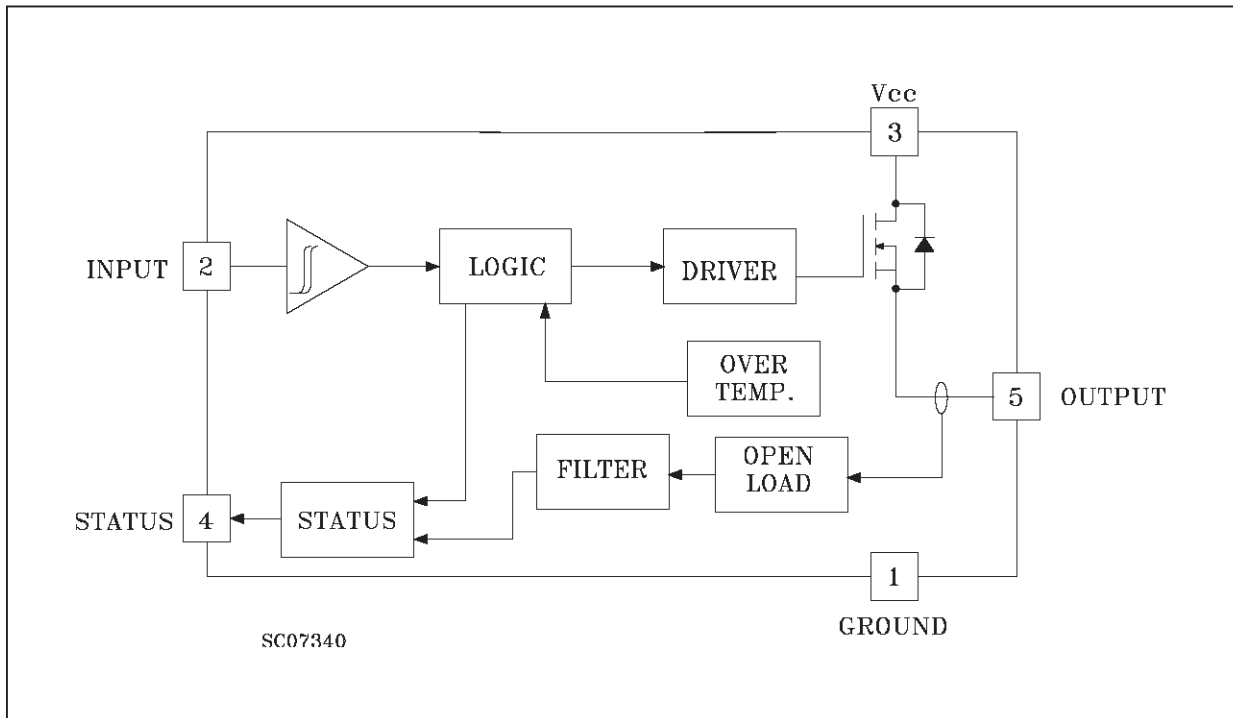 Vcc
3
INPUT
2
LOGIC
DRIVER
OVER
TEMP.
5
OUTPUT
FILTER
OPEN
LOAD
STATUS
4
STATUS
1
GROUND
SC07340